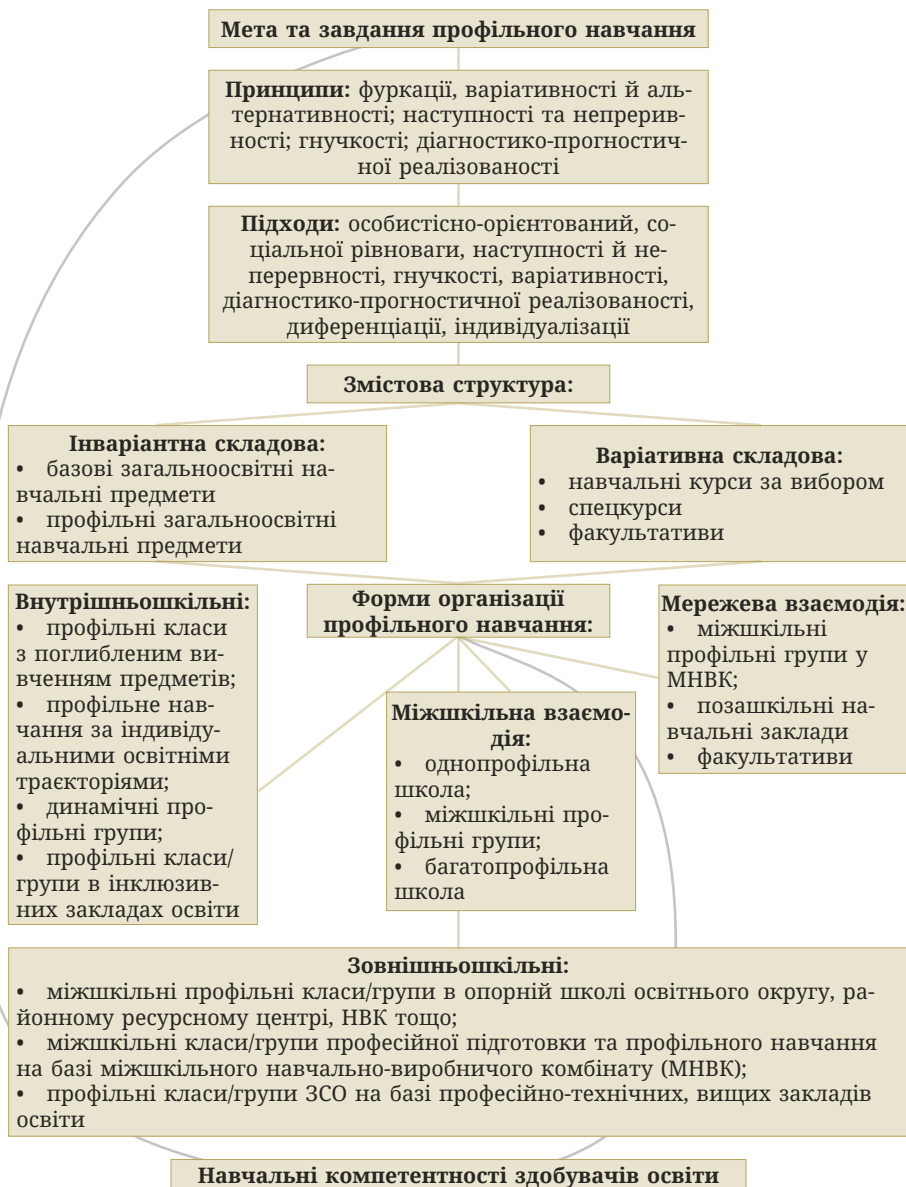 Мета та завдання профільного навчання
Принципи: фуркації, варіативності й аль-
тернативності; наступності та непрерив-
ності; гнучкості; діагностико-прогностич-
ної реалізованості
Підходи: особистісно-орієнтований, со-
ціальної рівноваги, наступності й не-
перервності, гнучкості, варіативності,
діагностико-прогностичної реалізованості,
диференціації, індивідуалізації
Змістова структура:
Інваріантна складова:
• базові загальноосвітні на-
вчальні предмети
• профільні загальноосвітні
навчальні предмети
Варіативна складова:
• навчальні курси за вибором
• спецкурси
• факультативи
Внутрішньошкільні:
• профільні класи
з поглибленим ви-
вченням предметів;
• профільне нав-
чання за індивіду-
альними освітніми
траєкторіями;
• динамічні про-
фільні групи;
• профільні класи/
групи в інклюзив-
них закладах освіти
Форми організації
профільного навчання:
Міжшкільна взаємо-
дія:
• однопрофільна
школа;
• міжшкільні про-
фільні групи;
• багатопрофільна
школа
Мережева взаємодія:
• міжшкільні
профільні групи у
МНВК;
• позашкільні на-
вчальні заклади
• факультативи
Зовнішньошкільні:
• міжшкільні профільні класи/групи в опорній школі освітнього округу, ра-
йонному ресурсному центрі, НВК тощо;
• міжшкільні класи/групи професійної підготовки та профільного навчання
на базі міжшкільного навчально-виробничого комбінату (МНВК);
• профільні класи/групи ЗСО на базі професійно-технічних, вищих закладів
освіти
Навчальні компетентності здобувачів освіти